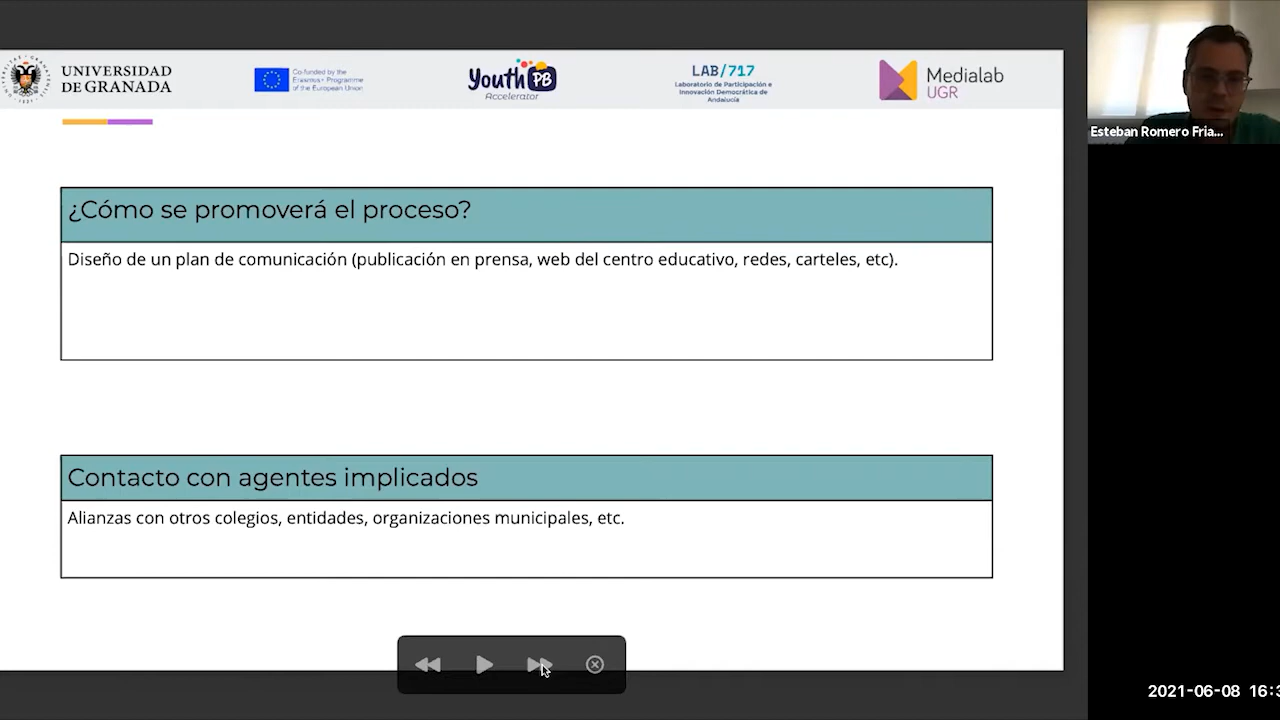 UNIVERSIDAD
DE GRANADA
Co-funded by the
Erasmus+ Programme
of the European Union
Youth PB
Accelerator
LAB/717
Laboratorio de Participación e
Innovación Democrática de
Andalucía
Medialab
UGR
Esteban Romero Fria...
¿Cómo se promoverá el proceso?
Diseño de un plan de comunicación (publicación en prensa, web del centro educativo, redes, carteles, etc).
Contacto con agentes implicados
Alianzas con otros colegios, entidades, organizaciones municipales, etc.
2021-06-08 16:3